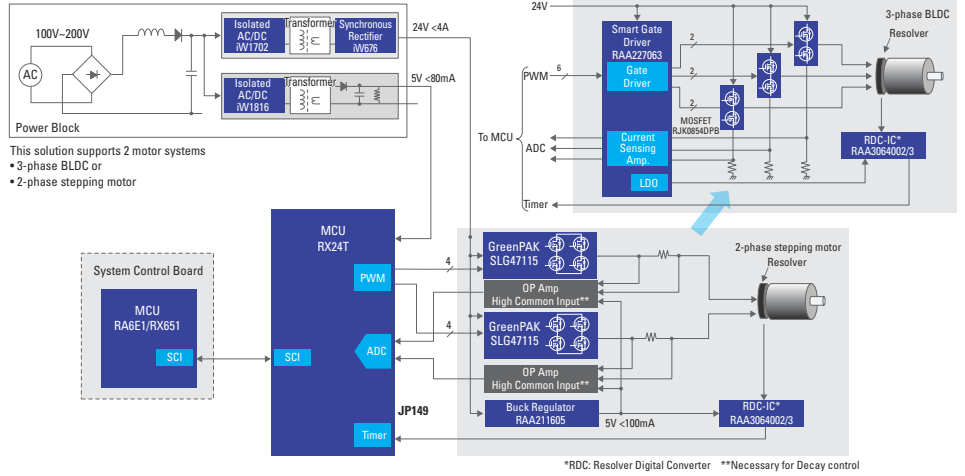 100V~200V
AC
Isolated
AC/DC
iW1702
Transformer
Synchronous
Rectifier
iW676
24V <4A
Isolated
AC/DC
iW1816
Transformer
5V <80mA
Power Block
This solution supports 2 motor systems
• 3-phase BLDC or
• 2-phase stepping motor
24V
Smart Gate
Driver
RAA227063
Gate
Driver
PWM
6
2
2
2
MOSFET
RJK0854DPB
3-phase BLDC
Resolver
To MCU
ADC
Current
Sensing
Amp.
LDO
RDC-IC*
RAA3064002/3
Timer
System Control Board
MCU
RA6E1/RX651
SCI
MCU
RX24T
PWM
SCI
ADC
Timer
JP149
4
4
GreenPAK
SLG47115
OP Amp
High Common Input**
GreenPAK
SLG47115
OP Amp
High Common Input**
Buck Regulator
RAA211605
5V <100mA
2-phase stepping motor
Resolver
RDC-IC*
RAA3064002/3
*RDC: Resolver Digital Converter **Necessary for Decay control